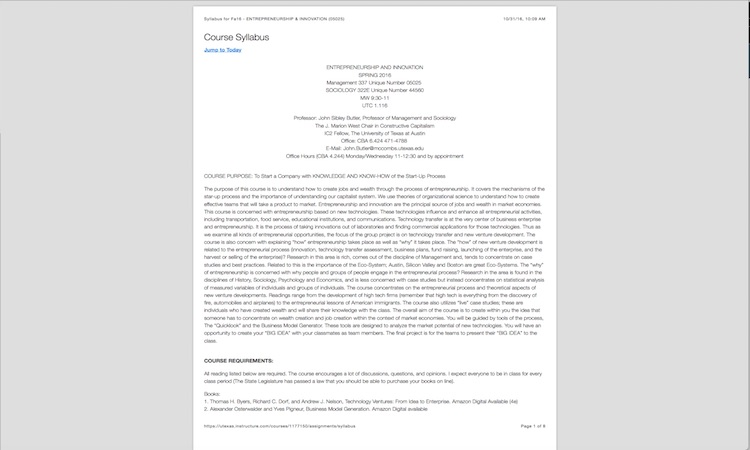 Syllabus for Fa18 - ENTREPRENEURSHIP & INNOVATION (05025)
10/31/18, 10:09 AM
Course Syllabus
Jump to Today
ENTREPRENEURSHIP AND INNOVATION
SPRING 2018
Management 337 Unique Number 05025
SOCIOLOGY 322E Unique Number 44560
MW 9:30-11
UTC 1.116
Professor: John Sibley Butler, Professor of Management and Sociology
The J. Marion West Chair in Constructive Capitalism
IC2 Fellow, The University of Texas at Austin
Office: CBA 5.424 471-4788
E-Mail: John.Butler@mccombs.utexas.edu
Office Hours (CBA 4.244) Monday/Wednesday 11-12:30 and by appointment
COURSE PURPOSE: To Start a Company with KNOWLEDGE AND KNOW-HOW of the Start-Up Process
The purpose of this course is to understand how to create jobs and wealth through the process of entrepreneurship. It covers the mechanisms of the
star-up process and the importance of understanding our capitalist system. We use theories of organizational science to understand how to create
effective teams that will take a product to market. Entrepreneurship and innovation are the principal source of jobs and wealth in market economies.
This course is concerned with entrepreneurship based on new technologies. These technologies influence and enhance all entrepreneurial activities,
including transportation, food service, educational institutions, and communications. Technology transfer is at the very center of business enterprise
and entrepreneurship: it is the process of taking innovations out of laboratories and finding commercial applications for those technologies. Thus as
we examine all kinds of entrepreneurial opportunities, the focus of the group project is on technology transfer and new venture development. The
course is also concern with explaining "how" entrepreneurship takes place as well as "why" it takes place. The "how" of new venture development is
related to the entrepreneurial process (innovation, technology transfer assessment, business plans, fund raising, launching of the enterprise, and the
harvest or selling of the enterprise)? Research in this area is rich, comes out of the discipline of Management and, tends to concentrate on case
studies and best practices. Related to this is the importance of the Eco-System; Austin, Silicon Valley and Boston are great Eco-Systems. The "why"
of entrepreneurship is concerned with why people and groups of people engage in the entrepreneurial process? Research in the area is found in the
disciplines of History, Sociology, Psychology and Economics, and is less concerned with case studies but instead concentrates on statistical analysis
of measured variables of individuals and groups of individuals. The course concentrates on the entrepreneurial process and theoretical aspects of
new venture developments. Readings range from the development of high tech firms (remember that high tech is everything from the discovery of
fire, automobiles and airplanes) to the entrepreneurial lessons of American immigrants. The course also utilizes "live" case studies; these are
individuals who have created wealth and will share their knowledge with the class. The overall aim of the course is to create within you the idea that
someone has to concentrate on wealth creation and job creation within the context of market economies. You will be guided by tools of the process,
The "Quicklook" and the Business Model Generator. These tools are designed to analyze the market potential of new technologies. You will have an
opportunity to create your "BIG IDEA" with your classmates as team members. The final project is for the teams to present their "BIG IDEA" to the
class.
COURSE REQUIREMENTS:
All reading listed below are required. The course encourages a lot of discussions, questions, and opinions. I expect everyone to be in class for every
class period (The State Legislature has passed a law that you should be able to purchase your books on line).
Books:
1. Thomas H. Byers, Richard C. Dorf, and Andrew J. Nelson, Technology Ventures: From Idea to Enterprise. Amazon Digital Available (4e)
2. Alexander Osterwalder and Yves Pigneur, Business Model Generation. Amazon Digital available
https://utexas.instructure.com/courses/1177150/assignments/syllabus
Page 1 of 8